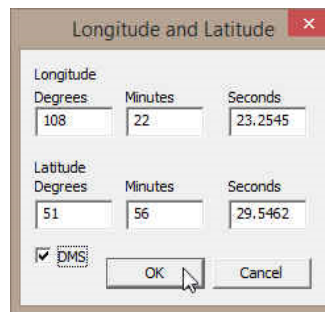 Longitude and Latitude
Longitude
Degrees Minutes Seconds
108 22 23.2545
Latitude
Degrees Minutes Seconds
51 56 29.5462
DMS
OK Cancel